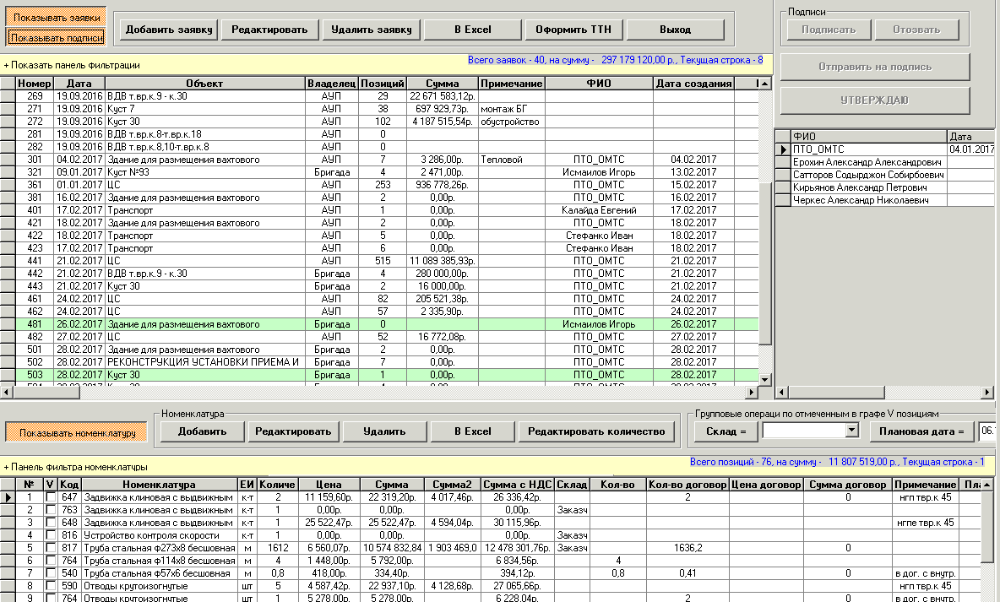 Показывать заявки
Показывать подписи
Добавить заявку Редактировать Удалить заявку В Excel Оформить ТТН Выход
Подписи
Подписать Отозвать
Отправить на подпись
УТВЕРЖДАЮ
+ Показать панель фильтрации
Всего заявок - 40, на сумму - 297 179 120,00 р., Текущая строка - 8
Номер Дата Объект Владелец Позиций Сумма Примечание ФИО Дата создания
269 19.09.2016 ВДВ т.вр.к.9 - к.30 АУП 29 22 671 583,12р.
271 19.09.2016 Куст 7 АУП 38 697 929,73р. монтаж БГ
272 19.09.2016 Куст 30 АУП 102 4 187 515,54р. обустройство
281 19.09.2016 ВДВ т.вр.к.8-т.вр.к.18 АУП 0
282 19.09.2016 ВДВ т.вр.к.8,10-т.вр.к.8 АУП 0
301 04.02.2017 Здание для размещения вахтового АУП 7 3 286,00р. Тепловой ПТО_ОМТС 04.02.2017
321 09.01.2017 Куст №93 Бригада 4 2 471,00р. Исмаилов Игорь 13.02.2017
361 01.01.2017 ЦС АУП 253 936 778,26р. ПТО_ОМТС 15.02.2017
381 16.02.2017 Здание для размещения вахтового АУП 2 0,00р. ПТО_ОМТС 16.02.2017
401 17.02.2017 Транспорт АУП 1 0,00р. Калайда Евгений 17.02.2017
421 18.02.2017 Здание для размещения вахтового АУП 2 0,00р. ПТО_ОМТС 18.02.2017
422 18.02.2017 Транспорт АУП 5 0,00р. Стефанко Иван 18.02.2017
423 17.02.2017 Транспорт АУП 6 0,00р. Стефанко Иван 18.02.2017
441 21.02.2017 ЦС АУП 515 11 089 385,93р. ПТО_ОМТС 21.02.2017
442 21.02.2017 ВДВ т.вр.к.9 - к.30 Бригада 4 280 000,00р. ПТО_ОМТС 21.02.2017
443 21.02.2017 Куст 30 Бригада 2 16 000,00р. ПТО_ОМТС 21.02.2017
461 24.02.2017 ЦС АУП 82 205 521,38р. ПТО_ОМТС 24.02.2017
462 24.02.2017 ЦС АУП 57 2 335,90р. ПТО_ОМТС 24.02.2017
481 26.02.2017 Здание для размещения вахтового Бригада 0 Исмаилов Игорь 26.02.2017
482 27.02.2017 ЦС АУП 52 16 772,08р. ПТО_ОМТС 27.02.2017
501 28.02.2017 Здание для размещения вахтового Бригада 2 0,00р. ПТО_ОМТС 28.02.2017
502 28.02.2017 РЕКОНСТРУКЦИЯ УСТАНОВКИ ПРИЕМА И Бригада 7 0,00р. ПТО_ОМТС 28.02.2017
503 28.02.2017 Куст 30 Бригада 1 0,00р. ПТО_ОМТС 28.02.2017
ФИО Дата
ПТО_ОМТС 04.01.2017
Ерохин Александр Александрович
Сатторов Содырджон Собирбоевич
Кирьянов Александр Петрович
Черкес Александр Николаевич
Показывать номенклатуру
Номенклатура
Добавить Редактировать Удалить В Excel Редактировать количество
Групповые операци по отмеченным в графе V позициям
Склад = Плановая дата = 06.
+ Панель фильтра номенклатуры
Всего позиций - 76, на сумму - 11 807 519,00 р., Текущая строка - 1
№ V Код Номенклатура ЕИ Количе Цена Сумма Сумма2 Сумма с НДС Склад Кол-во Кол-во договор Цена договор Сумма договор Примечание Пл
1 647 Задвижка клиновая с выдвижным к-т 2 11 159,60р. 22 319,20р. 4 017,46р. 26 336,42р. 2 0 нгп твр.к 45
2 763 Задвижка клиновая с выдвижным к-т 1 0,00р. 0,00р. 0,00р. Заказч
3 648 Задвижка клиновая с выдвижным к-т 1 25 522,47р. 25 522,47р. 4 594,04р. 30 115,96р. нгпе твр.к 45
4 816 Устройство контроля скорости к-т 1 0,00р. 0,00р. 0,00р. Заказч
5 817 Труба стальная ф273х8 бесшовная м 1612 6 560,07р. 10 574 832,84 1 903 469,0 12 478 301,76р. Заказч 1636,2 0
6 764 Труба стальная ф114х8 бесшовная м 4 1 448,00р. 5 792,00р. 6 834,56р. 4
7 540 Труба стальная ф57х6 бесшовная м 0,8 418,00р. 334,40р. 394,12р. 0,8 0,41 0 в дог. с внутр.
8 590 Отводы крутоизогнутые шт 5 4 587,42р. 22 937,10р. 4 128,68р. 27 065,66р. нгп твр.к 45
9 764 Отводы крутоизогнутые шт 1 5 278,00р. 5 278,00р. 6 228,04р. 2 0 в дог. с внутр.